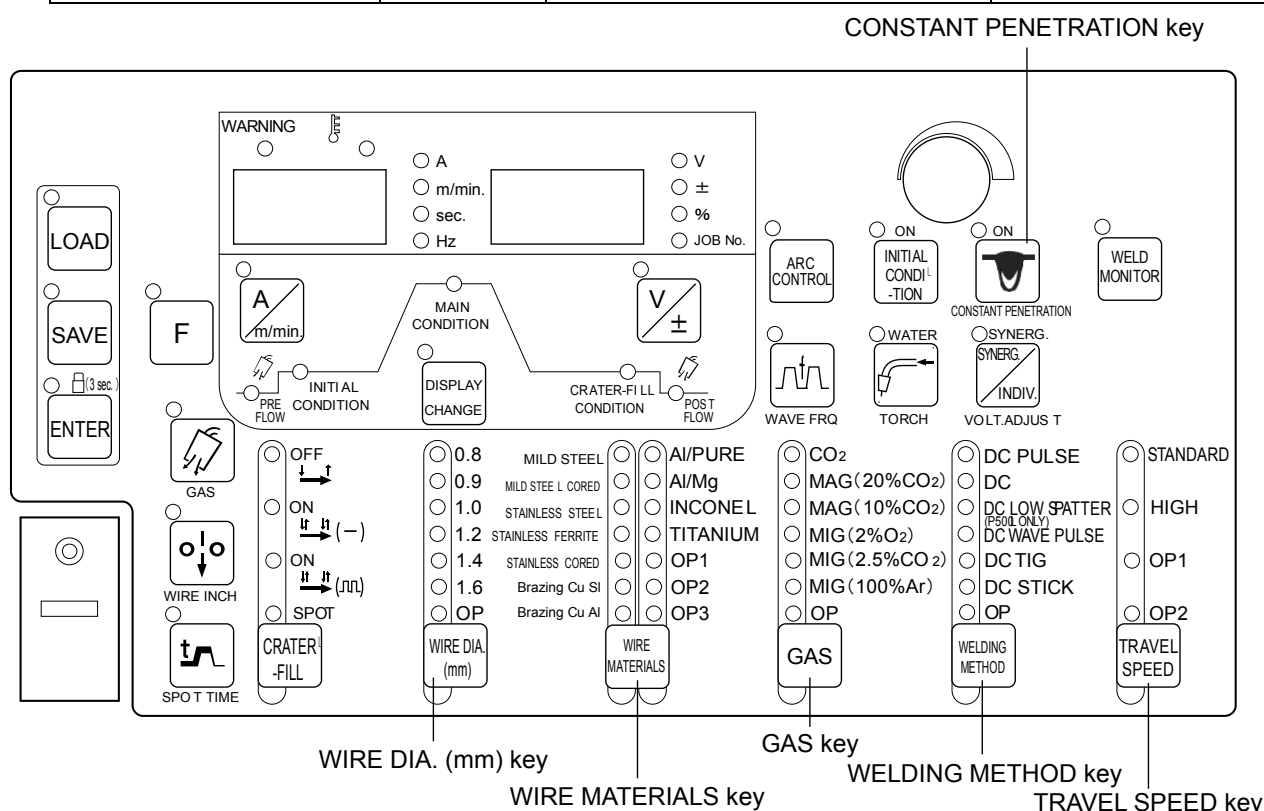 CONSTANT PENETRATION key
WARNING
A
m/min.
sec.
Hz
V
±
%
JOB No.
LOAD
SAVE
(3 sec.)
ENTER
F
A
m/min.
MAIN
CONDITION
V
±
PRE
FLOW
INITIAL
CONDITION
DISPLAY
CHANGE
CRATER-FILL
CONDITION
POST
FLOW
ARC
CONTROL
ON
INITIAL
CONDI
-TION
ON
CONSTANT PENETRATION
WELD
MONITOR
WAVE FRQ
WATER
TORCH
SYNERG.
SYNERG.
INDIV.
VOLT.ADJUST
GAS
WIRE INCH
t
SPOT TIME
OFF
ON
(−)
ON
SPOT
CRATER
-FILL
0.8
0.9
1.0
1.2
1.4
1.6
OP
WIRE DIA.
(mm)
MILD STEEL
MILD STEEL CORED
STAINLESS STEEL
STAINLESS FERRITE
STAINLESS CORED
Brazing Cu SI
Brazing Cu Al
Al/PURE
Al/Mg
INCONEL
TITANIUM
OP1
OP2
OP3
WIRE
MATERIALS
CO2
MAG(20%CO2)
MAG(10%CO2)
MIG(2%O2)
MIG(2.5%CO2)
MIG(100%Ar)
OP
GAS
DC PULSE
DC
DC LOW SPATTER
(P500L ONLY)
DC WAVE PULSE
DC TIG
DC STICK
OP
WELDING
METHOD
STANDARD
HIGH
OP1
OP2
TRAVEL
SPEED
WIRE DIA. (mm) key
WIRE MATERIALS key
GAS key
WELDING METHOD key
TRAVEL SPEED key